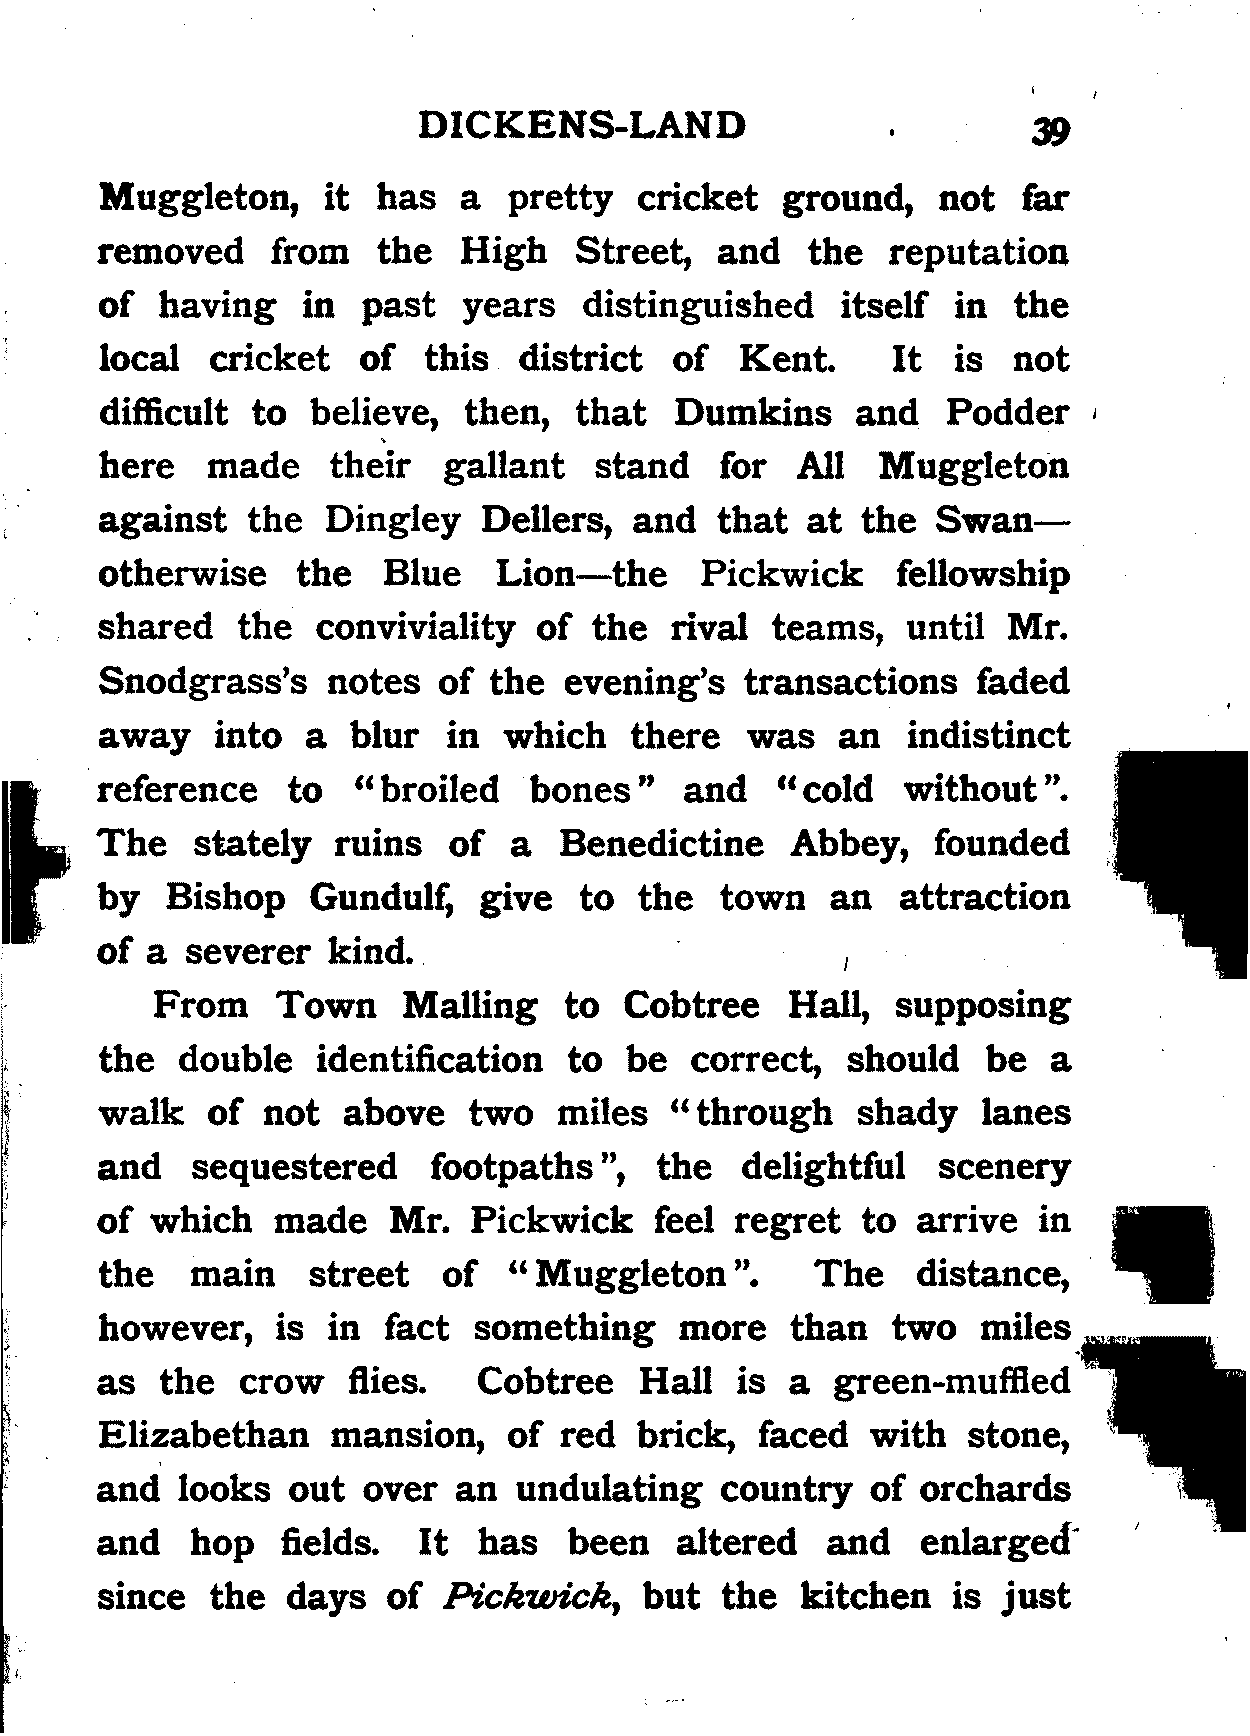 DICKENS-LAND 39
Muggleton, it has a pretty cricket ground, not far
removed from the High Street, and the reputation
of having in past years distinguished itself in the
local cricket of this district of Kent. It is not
difficult to believe, then, that Dumkins and Podder
here made their gallant stand for All Muggleton
against the Dingley Dellers, and that at the Swan—
otherwise the Blue Lion—the Pickwick fellowship
shared the conviviality of the rival teams, until Mr.
Snodgrass's notes of the evening's transactions faded
away into a blur in which there was an indistinct
reference to “broiled bones” and “cold without”.
The stately ruins of a Benedictine Abbey, founded
by Bishop Gundulf, give to the town an attraction
of a severer kind.
From Town Malling to Cobtree Hall, supposing
the double identification to be correct, should be a
walk of not above two miles “through shady lanes
and sequestered footpaths”, the delightful scenery
of which made Mr. Pickwick feel regret to arrive in
the main street of “Muggleton”. The distance,
however, is in fact something more than two miles
as the crow flies. Cobtree Hall is a green-muffled
Elizabethan mansion, of red brick, faced with stone,
and looks out over an undulating country of orchards
and hop fields. It has been altered and enlarged
since the days of Pickwick, but the kitchen is just